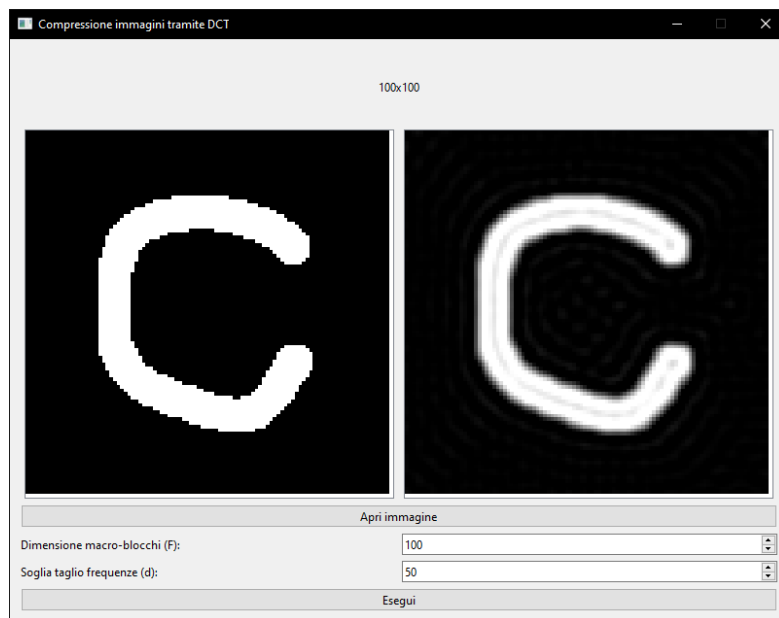 Compressione immagini tramite DCT
100x100
C C
Apri immagine
Dimensione macro-blocchi (F): 100
Soglia taglio frequenze (d): 50
Esegui